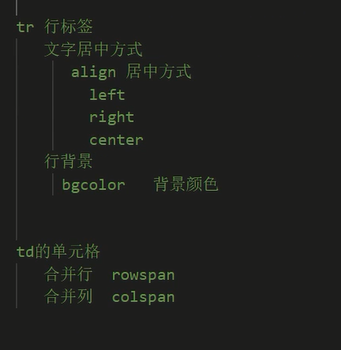 tr 行标签
文字居中方式
align 居中方式
left
right
center
行背景
bgcolor 背景颜色
td的单元格
合并行 rowspan
合并列 colspan